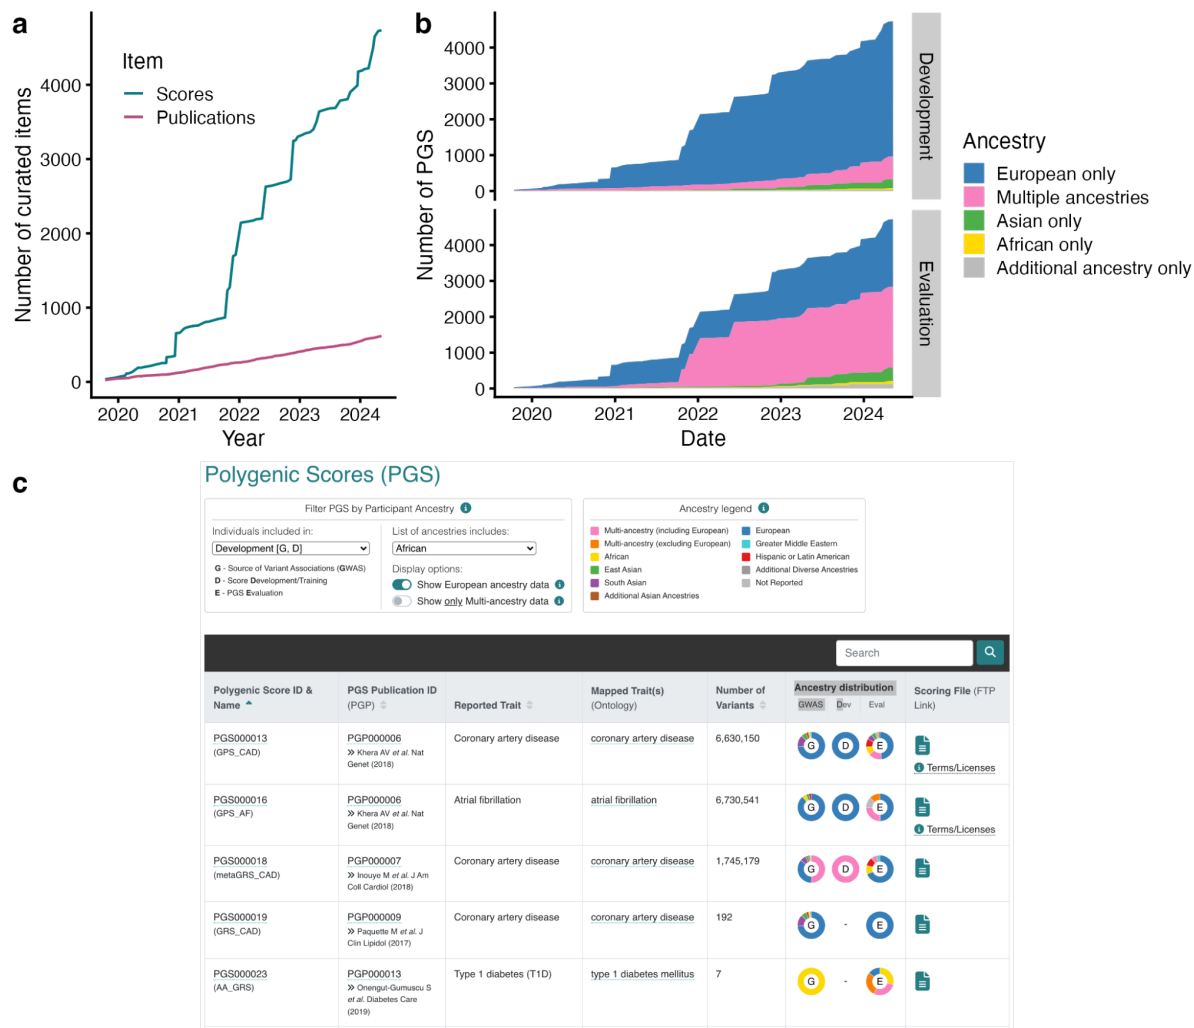 a
Item
Scores
Publications
Number of curated items
4000
3000
2000
1000
0
2020 2021 2022 2023 2024
Year
b
Number of PGS
4000
3000
2000
1000
0
Development
4000
3000
2000
1000
0
Evaluation
2020 2021 2022 2023 2024
Date
Ancestry
European only
Multiple ancestries
Asian only
African only
Additional ancestry only
c
Polygenic Scores (PGS)
Filter PGS by Participant Ancestry
Individuals included in:
Development [G, D]
G - Source of Variant Associations (GWAS)
D - Score Development/Training
E - PGS Evaluation
List of ancestries includes:
African
Display options:
Show European ancestry data
Show only Multi-ancestry data
Ancestry legend
Multi-ancestry (including European)
Multi-ancestry (excluding European)
African
East Asian
South Asian
Additional Asian Ancestries
European
Greater Middle Eastern
Hispanic or Latin American
Additional Diverse Ancestries
Not Reported
Search
Polygenic Score ID &
Name
PGS Publication ID
(PGP)
Reported Trait
Mapped Trait(s)
(Ontology)
Number of
Variants
Ancestry distribution
GWAS Dev Eval
Scoring File (FTP
Link)
PGS000013
(GPS_CAD)
PGP000006
» Khera AV et al. Nat
Genet (2018)
Coronary artery disease
coronary artery disease
6,630,150
G D E
Terms/Licenses
PGS000016
(GPS_AF)
PGP000006
» Khera AV et al. Nat
Genet (2018)
Atrial fibrillation
atrial fibrillation
6,730,541
G D E
Terms/Licenses
PGS000018
(metaGRS_CAD)
PGP000007
» Inouye M et al. J Am
Coll Cardiol (2018)
Coronary artery disease
coronary artery disease
1,745,179
G D E
PGS000019
(GRS_CAD)
PGP000009
» Paquette M et al. J
Clin Lipidol (2017)
Coronary artery disease
coronary artery disease
192
G - E
PGS000023
(AA_GRS)
PGP000013
» Onengut-Gumuscu S
et al. Diabetes Care
(2019)
Type 1 diabetes (T1D)
type 1 diabetes mellitus
7
G - E